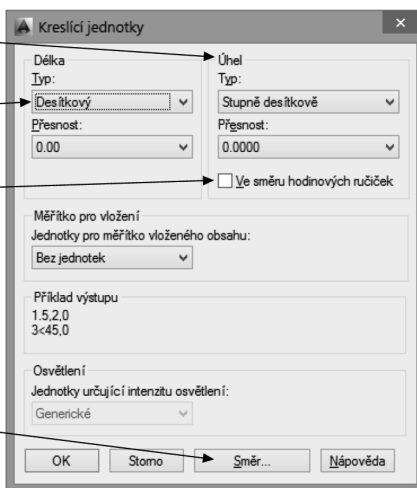 Kreslící jednotky
Délka
Typ:
Desítkový
Přesnost:
0.00
Úhel
Typ:
Stupně desítkově
Přesnost:
0.0000
Ve směru hodinových ručiček
Měřítko pro vložení
Jednotky pro měřítko vloženého obsahu:
Bez jednotek
Příklad výstupu
1.5,2,0
3<45,0
Osvětlení
Jednotky určující intenzitu osvětlení:
Generické
OK Storno Směr... Nápověda